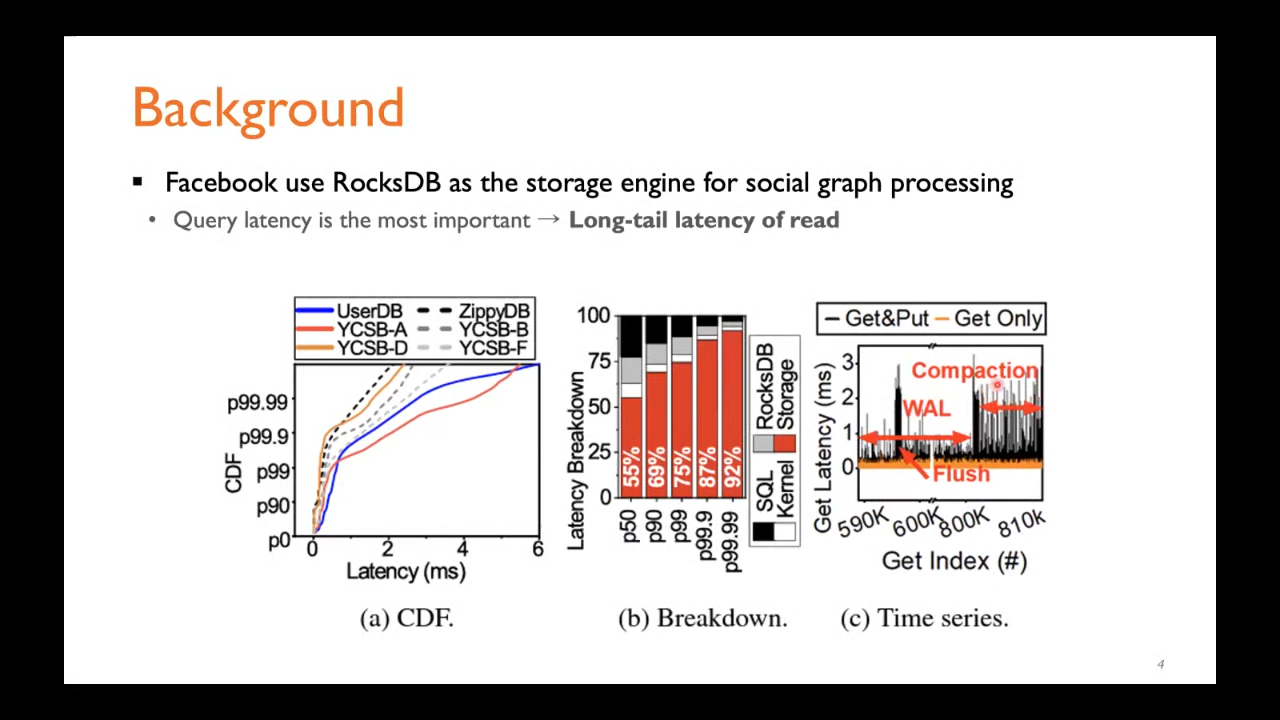 Background
▪ Facebook use RocksDB as the storage engine for social graph processing
• Query latency is the most important → Long-tail latency of read
UserDB ZippyDB
YCSB-A YCSB-B
YCSB-D YCSB-F
CDF
p99.99
p99.9
p99
p90
p0
0 2 4 6
Latency (ms)
(a) CDF.
Latency Breakdown
100
75
50
25
0
55% 69% 75% 87% 92%
p50 p90 p99 p99.9 p99.99
SQL RocksDB
Kernel Storage
(b) Breakdown.
Get&Put Get Only
Get Latency (ms)
3
2
1
0
Compaction
WAL
Flush
590K 600K 800K 810k
Get Index (#)
(c) Time series.
4